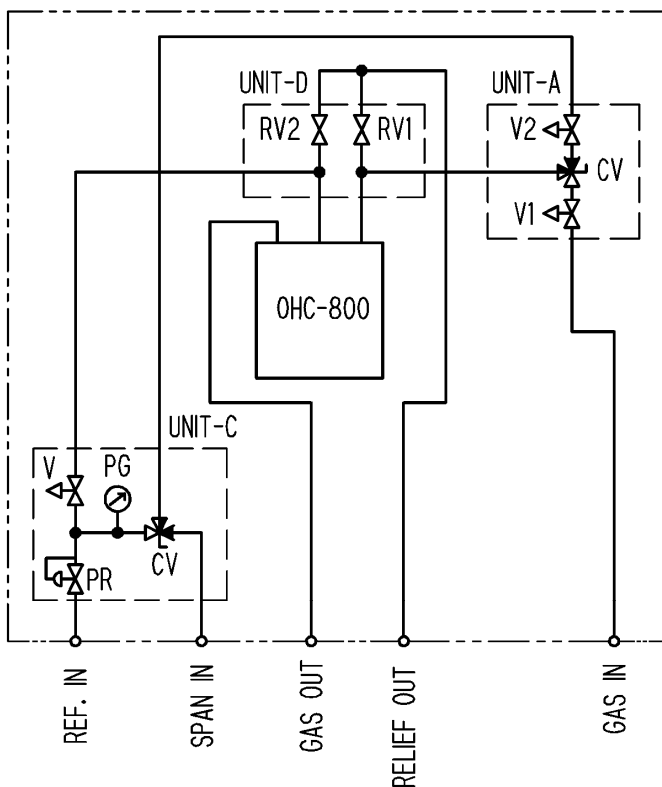 UNIT-D
UNIT-A
RV2
RV1
V2
CV
V1
OHC-800
UNIT-C
V
PG
CV
PR
REF. IN
SPAN IN
GAS OUT
RELIEF OUT
GAS IN